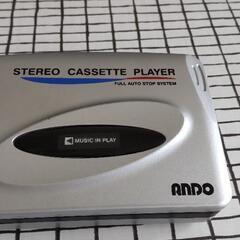 STEREO CASSETTE PLAYER
FULL AUTO STOP SYSTEM
MUSIC IN PLAY
ANDO